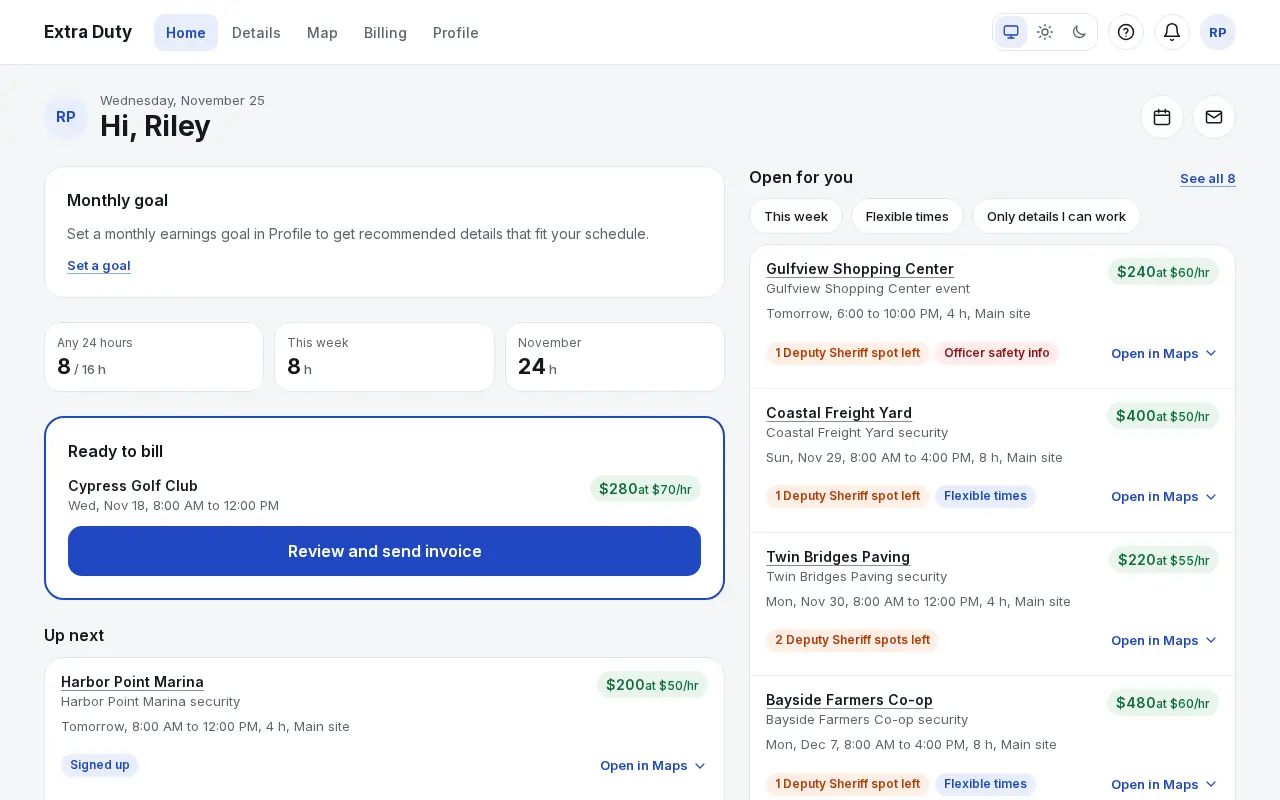 Extra Duty
Home
Details
Map
Billing
Profile
RP
RP
Wednesday, November 25
Hi, Riley
Monthly goal
Set a monthly earnings goal in Profile to get recommended details that fit your schedule.
Set a goal
Any 24 hours
8 / 16 h
This week
8 h
November
24 h
Ready to bill
Cypress Golf Club
$280at $70/hr
Wed, Nov 18, 8:00 AM to 12:00 PM
Review and send invoice
Up next
Harbor Point Marina
$200at $50/hr
Harbor Point Marina security
Tomorrow, 8:00 AM to 12:00 PM, 4 h, Main site
Signed up
Open in Maps
Open for you
See all 8
This week
Flexible times
Only details I can work
Gulfview Shopping Center
$240at $60/hr
Gulfview Shopping Center event
Tomorrow, 6:00 to 10:00 PM, 4 h, Main site
1 Deputy Sheriff spot left
Officer safety info
Open in Maps
Coastal Freight Yard
$400at $50/hr
Coastal Freight Yard security
Sun, Nov 29, 8:00 AM to 4:00 PM, 8 h, Main site
1 Deputy Sheriff spot left
Flexible times
Open in Maps
Twin Bridges Paving
$220at $55/hr
Twin Bridges Paving security
Mon, Nov 30, 8:00 AM to 12:00 PM, 4 h, Main site
2 Deputy Sheriff spots left
Open in Maps
Bayside Farmers Co-op
$480at $60/hr
Bayside Farmers Co-op security
Mon, Dec 7, 8:00 AM to 4:00 PM, 8 h, Main site
1 Deputy Sheriff spot left
Flexible times
Open in Maps